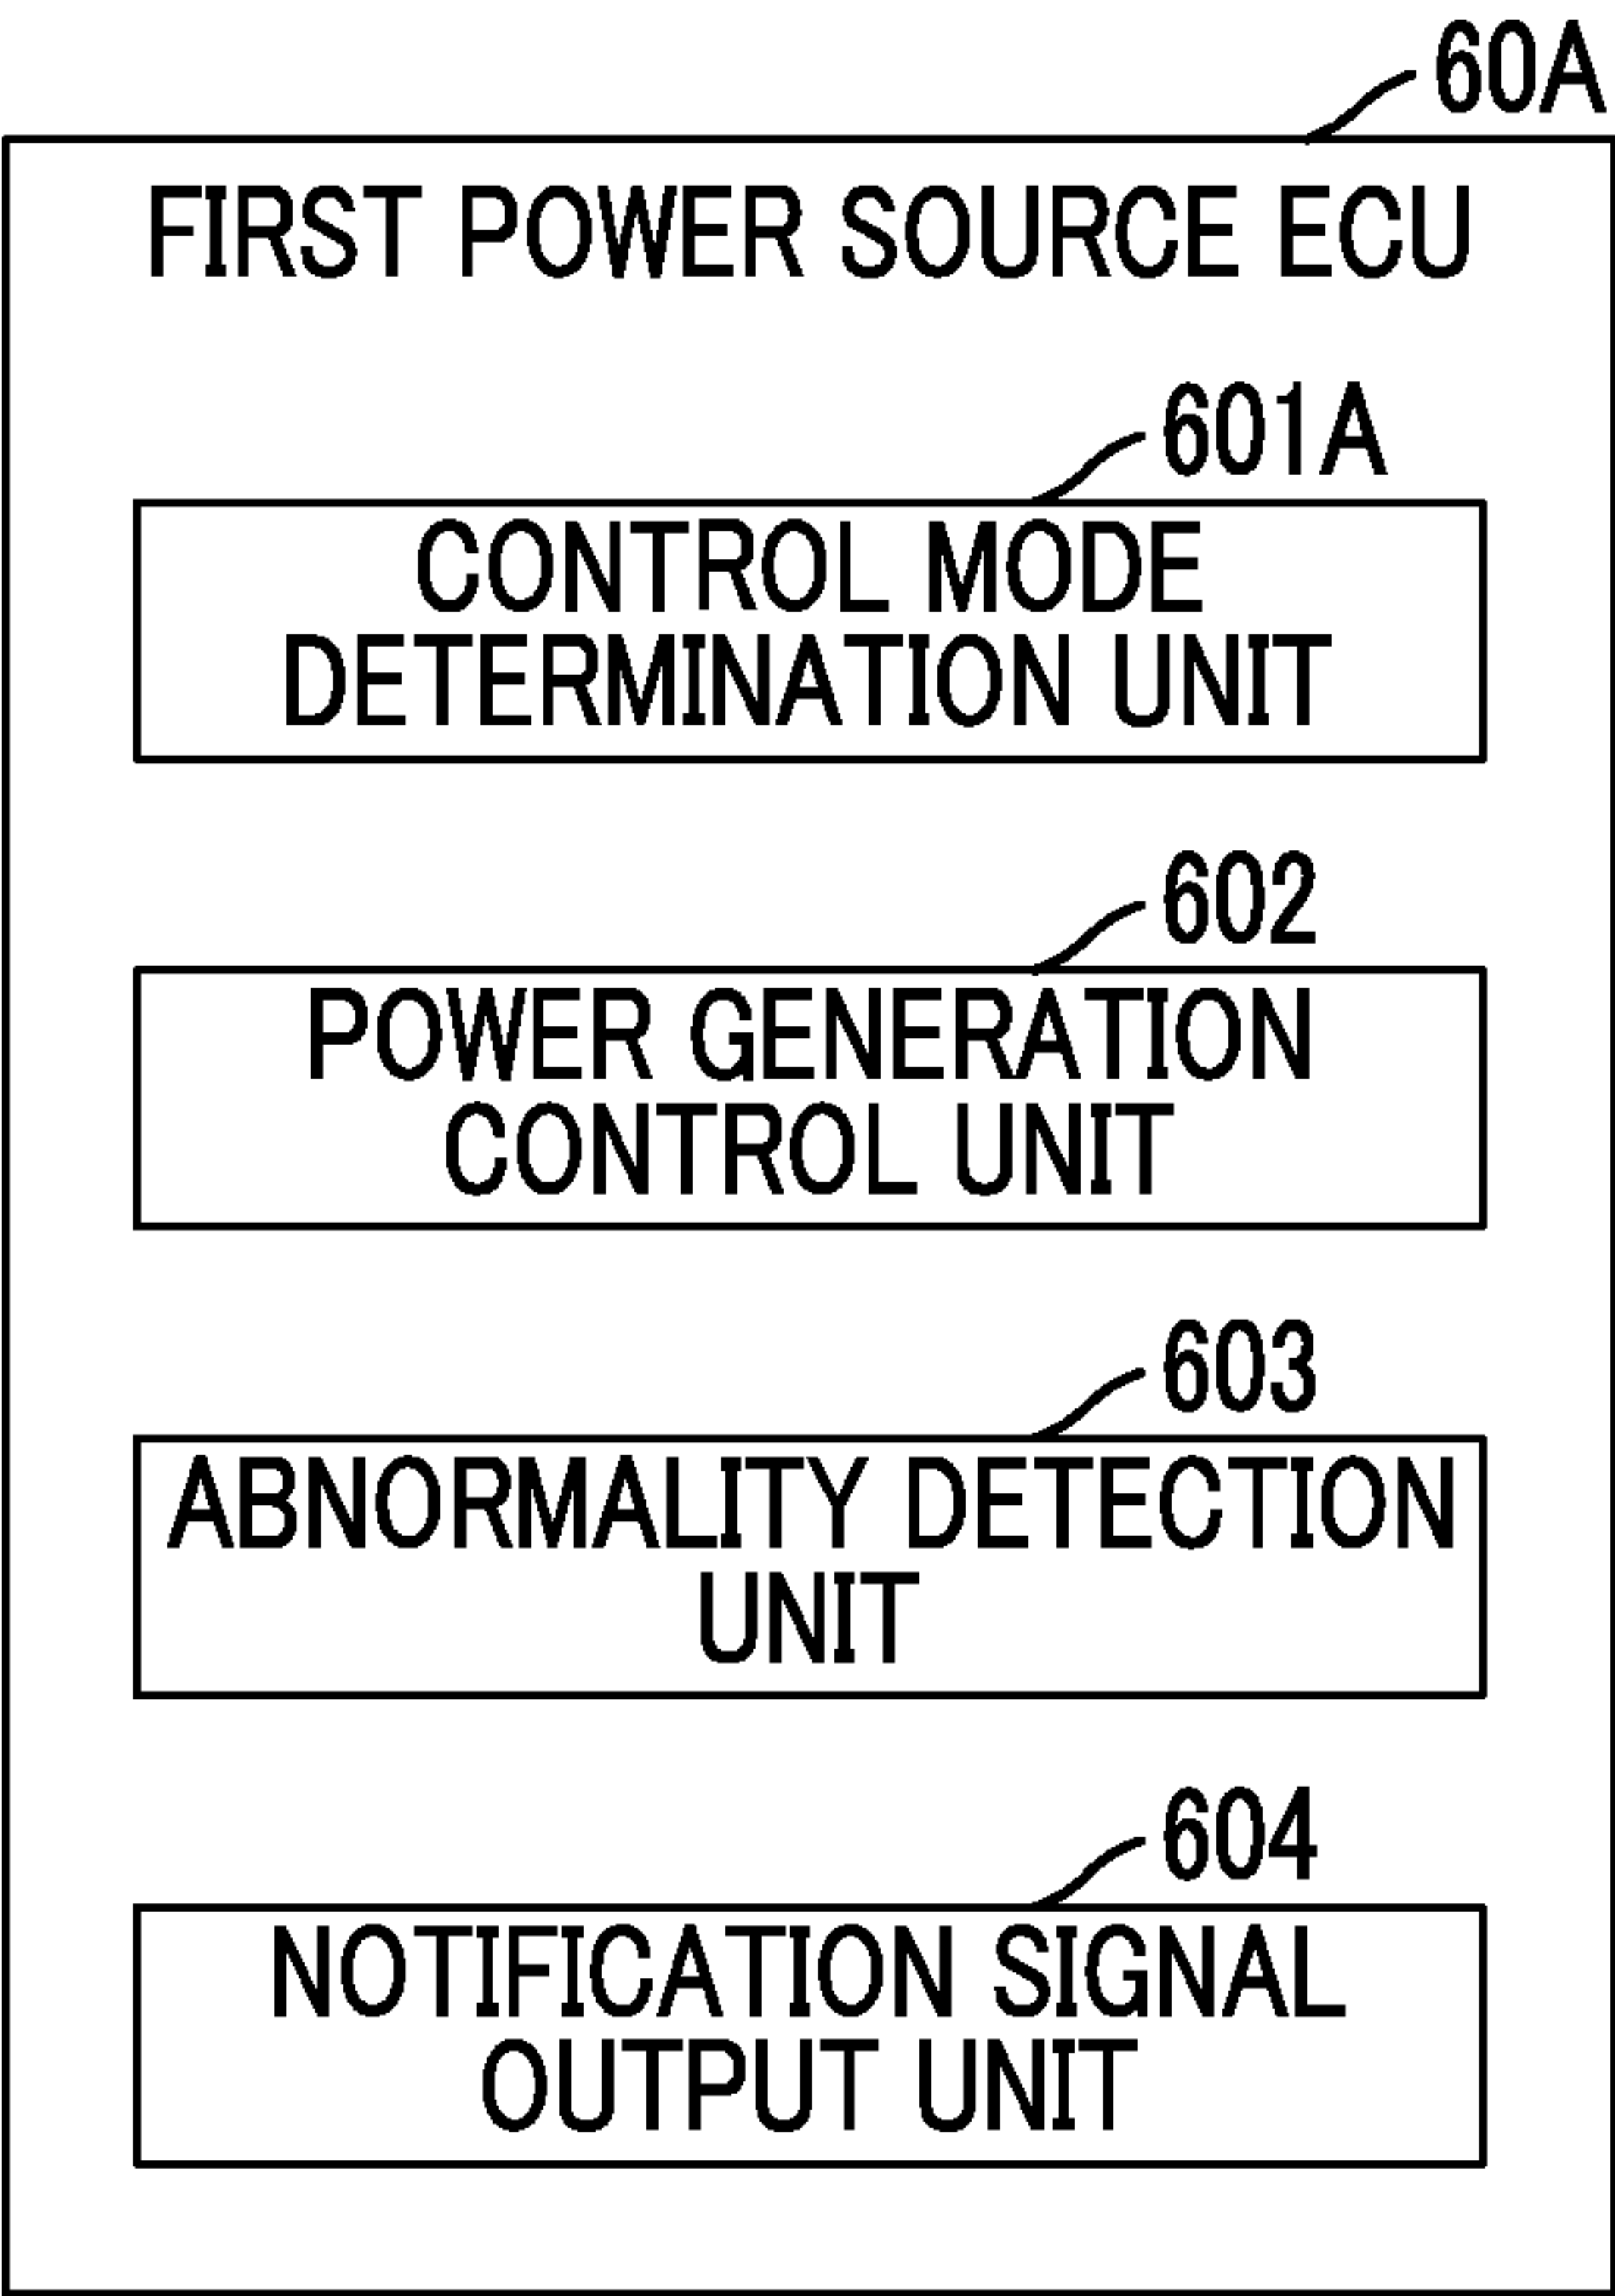 60A
FIRST POWER SOURCE ECU
601A
CONTROL MODE
DETERMINATION UNIT
602
POWER GENERATION
CONTROL UNIT
603
ABNORMALITY DETECTION
UNIT
604
NOTIFICATION SIGNAL
OUTPUT UNIT